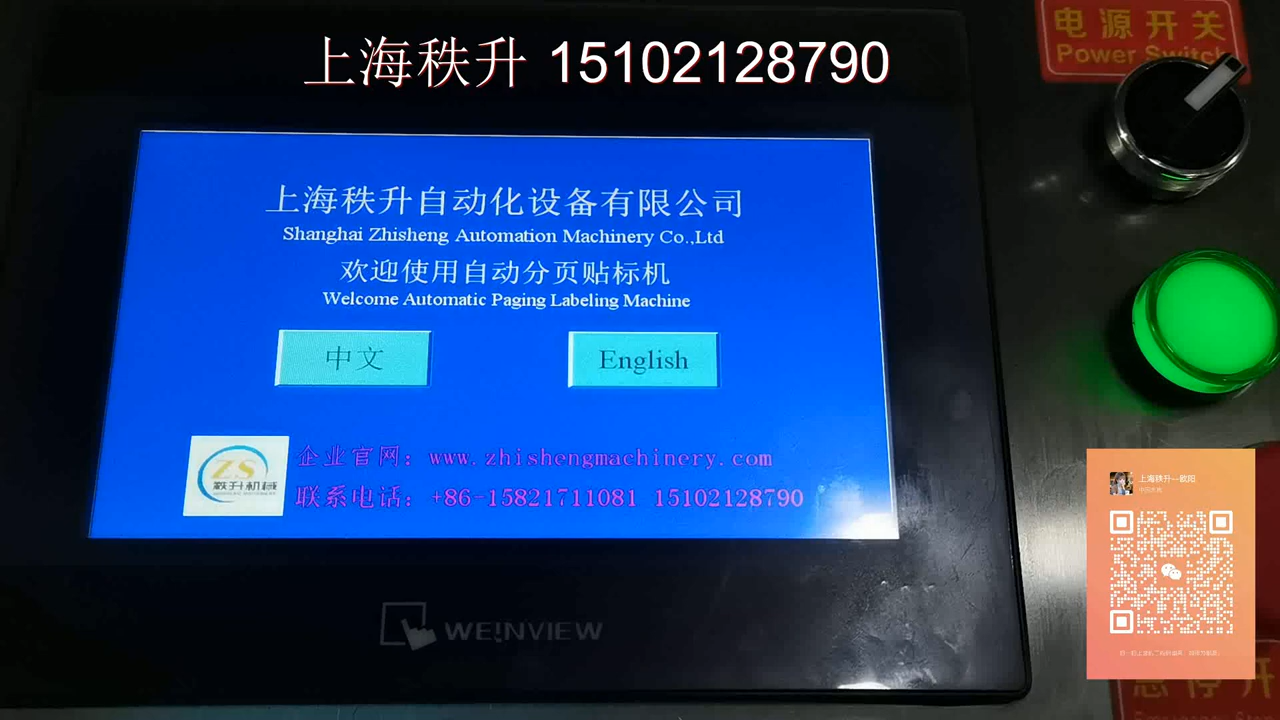 上海秩升 15102128790
电源开关
Power Switch
上海秩升自动化设备有限公司
Shanghai Zhisheng Automation Machinery Co.,Ltd
欢迎使用自动分页贴标机
Welcome Automatic Paging Labeling Machine
中文
English
ZS
秩升机械
企业官网：www.zhishengmachinery.com
联系电话：+86-15821711081 15102128790
WEINVIEW
上海秩升--欧阳
急停开